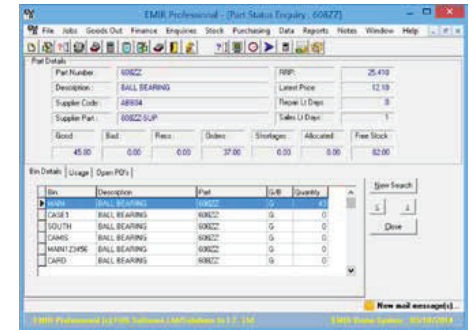 EMIR Professional - [Part Status Enquiry : 608ZZ]
File Jobs Goods Out Finance Enquiries Stock Purchasing Data Reports Notes Window Help
Part Details
Part Number: 608ZZ RRP: 25.410
Description: BALL BEARING Latest Price: 12.10
Supplier Code: AB804 Repair Lt Days: 0
Supplier Part: 608ZZ-SUP Sales Lt Days: 1
Good: Bad: Orders: Shortages: Allocated: Free Stock:
45.00 0.00 0.00 37.00 0.00 0.00 82.00
Bin Details Usage Open PO's
Bin Description Part G/B Quantity
MAIN BALL BEARING 608ZZ G 43
CASE1 BALL BEARING 608ZZ G 0
SOUTH BALL BEARING 608ZZ G 0
CAMIS BALL BEARING 608ZZ G 0
MAIN123456 BALL BEARING 608ZZ G 0
CARD BALL BEARING 608ZZ G 0
New Search
Close
New mail message(s)...